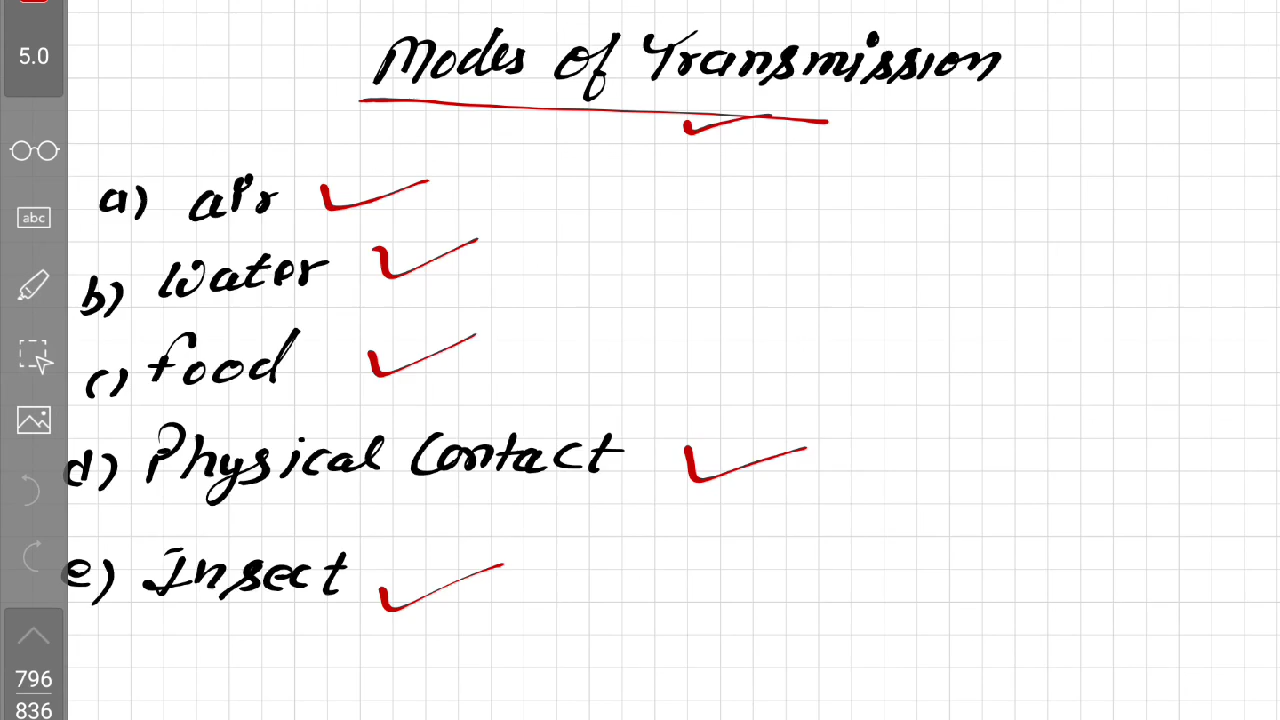 5.0
Modes of Transmission
abc
a) air
b) Water
c) food
d) Physical Contact
e) Insect
796
836